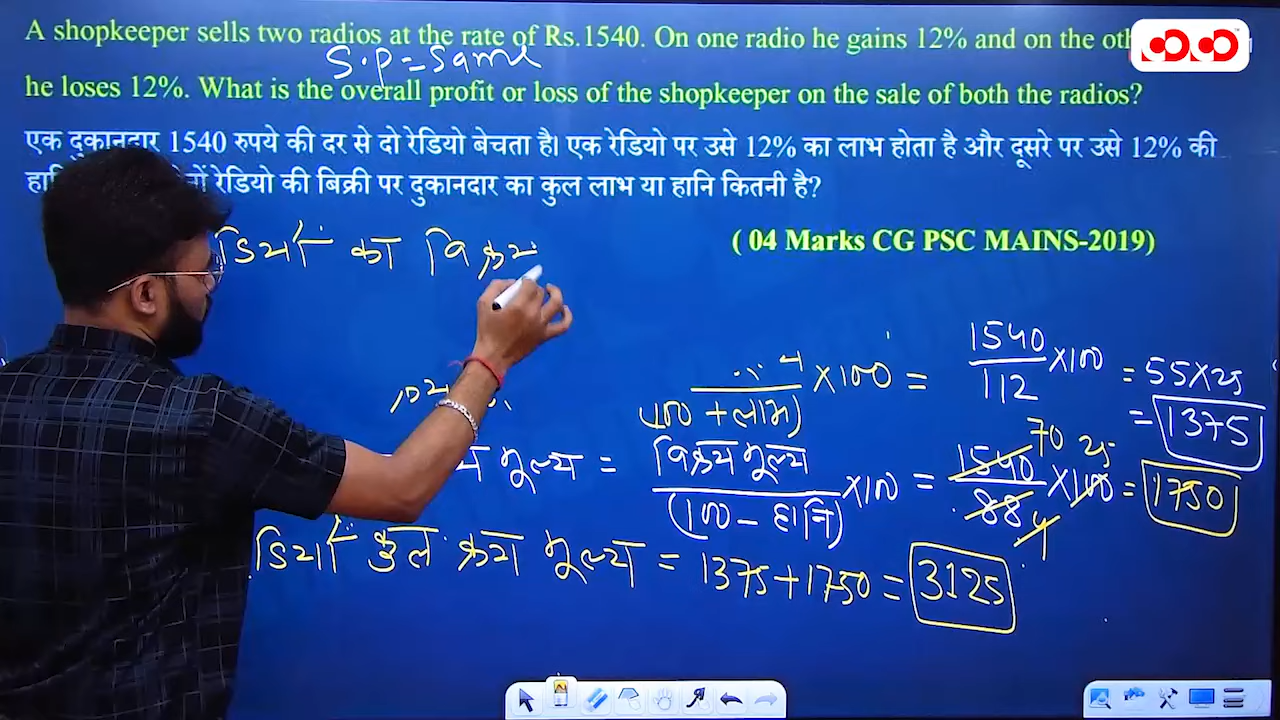 A shopkeeper sells two radios at the rate of Rs.1540. On one radio he gains 12% and on the oth
S.P = Same
he loses 12%. What is the overall profit or loss of the shopkeeper on the sale of both the radios?
एक दुकानदार 1540 रुपये की दर से दो रेडियो बेचता है। एक रेडियो पर उसे 12% का लाभ होता है और दूसरे पर उसे 12% की
रेडियो की बिक्री पर दुकानदार का कुल लाभ या हानि कितनी है?
( 04 Marks CG PSC MAINS-2019)
डियो का विक्रय
(100 + लाभ) ×100 = 1540/112 ×100 = 55×25
= 1375
मूल्य = विक्रय मूल्य/(100 - हानि) ×100 = 1540/88 ×100 = 1750
70 25 4
डियो कुल क्रय मूल्य = 1375+1750 = 3125